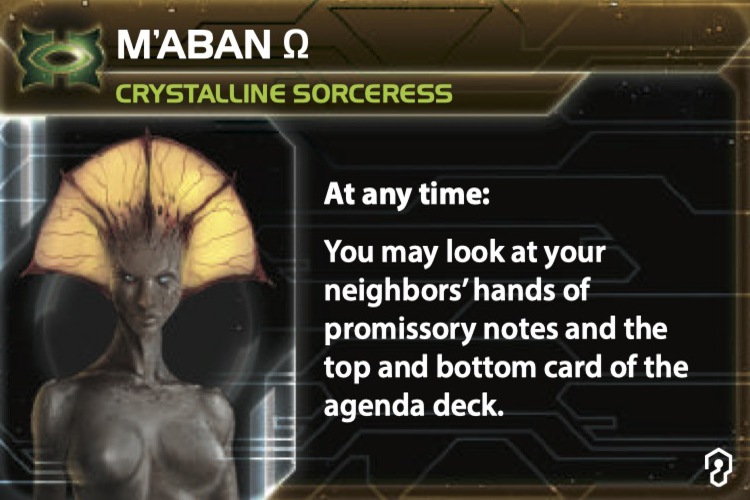 M'ABAN Ω
CRYSTALLINE SORCERESS
At any time:
You may look at your
neighbors' hands of
promissory notes and the
top and bottom card of the
agenda deck.